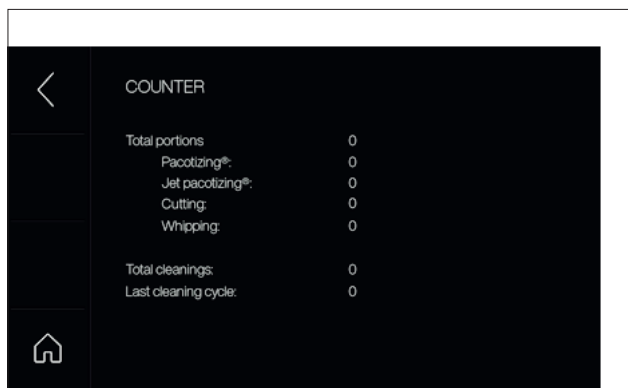 COUNTER
Total portions 0
Pacotizing®: 0
Jet pacotizing®: 0
Cutting: 0
Whipping: 0
Total cleanings: 0
Last cleaning cycle: 0